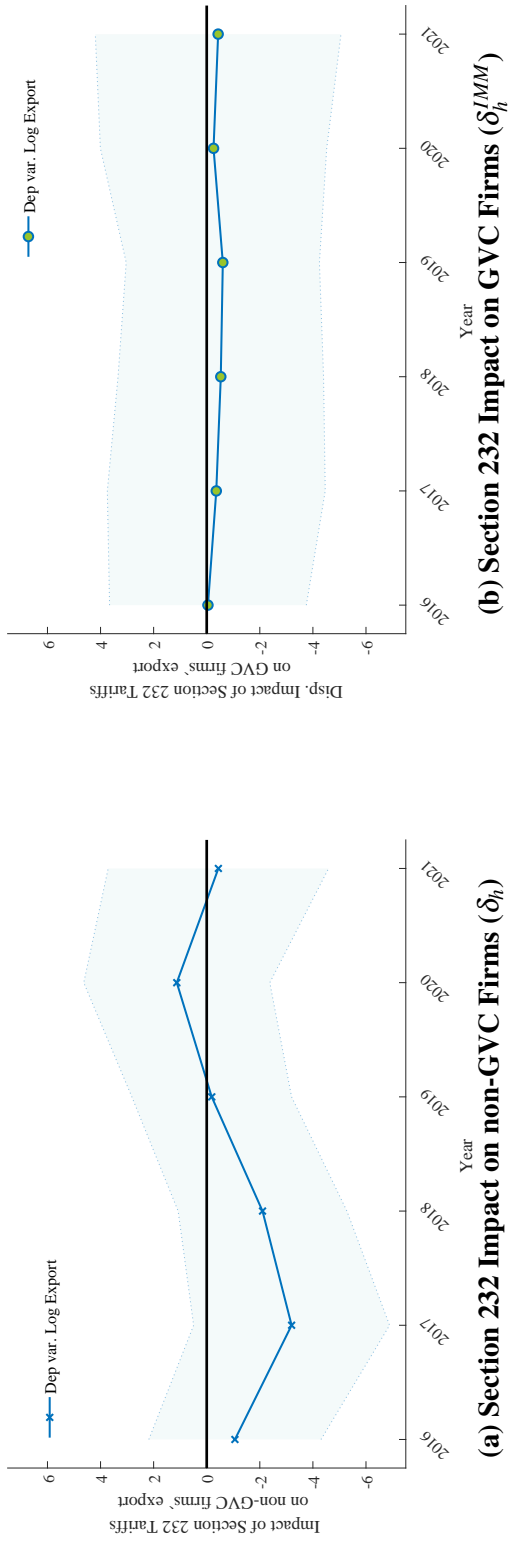 Impact of Section 232 Tariffs
on non-GVC firms` export
6
4
2
0
-2
-4
-6
Dep var. Log Export
2016
2017
2018
2019
2020
2021
Year
(a) Section 232 Impact on non-GVC Firms (δₕ)
Disp. Impact of Section 232 Tariffs
on GVC firms` export
6
4
2
0
-2
-4
-6
Dep var. Log Export
2016
2017
2018
2019
2020
2021
Year
(b) Section 232 Impact on GVC Firms (δₕᴵᴹᴹ)